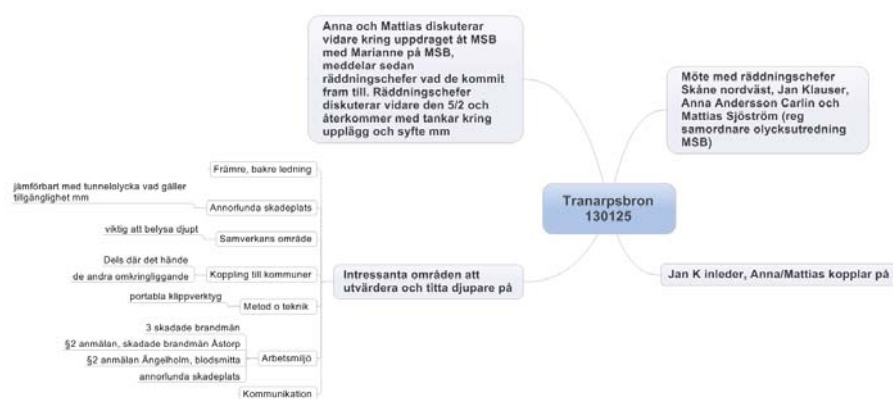 Anna och Mattias diskuterar
vidare kring uppdraget åt MSB
med Marianne på MSB,
meddelar sedan
räddningschefer vad de kommit
fram till. Räddningschefer
diskuterar vidare den 5/2 och
återkommer med tankar kring
upplägg och syfte mm
Möte med räddningschefer
Skåne nordväst, Jan Klauser,
Anna Andersson Carlin och
Mattias Sjöström (reg
samordnare olycksutredning
MSB)
Tranarpsbron
130125
Jan K inleder, Anna/Mattias kopplar på
Intressanta områden att
utvärdera och titta djupare på
Främre, bakre ledning
jämförbart med tunnelolycka vad gäller
tillgänglighet mm
Annorlunda skadeplats
viktig att belysa djupt
Samverkans område
Dels där det hände
de andra omkringliggande
Koppling till kommuner
portabla klippverktyg
Metod o teknik
3 skadade brandmän
§2 anmälan, skadade brandmän Åstorp
§2 anmälan Ängelholm, blodsmitta
annorlunda skadeplats
Arbetsmiljö
Kommunikation